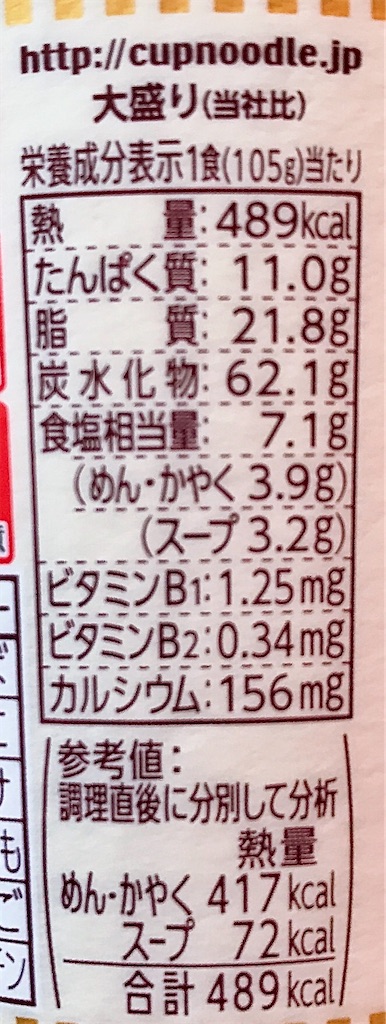 http://cupnoodle.jp
大盛り(当社比)
栄養成分表示1食(105g)当たり
熱量:489kcal
たんぱく質: 11.0g
脂質: 21.8g
炭水化物: 62.1g
食塩相当量: 7.1g
(めん・かやく 3.9g)
(スープ 3.2g)
ビタミンB1:1.25mg
ビタミンB2:0.34mg
カルシウム:156mg
参考値:
調理直後に分別して分析
熱量
めん・かやく 417kcal
スープ 72kcal
合計 489kcal